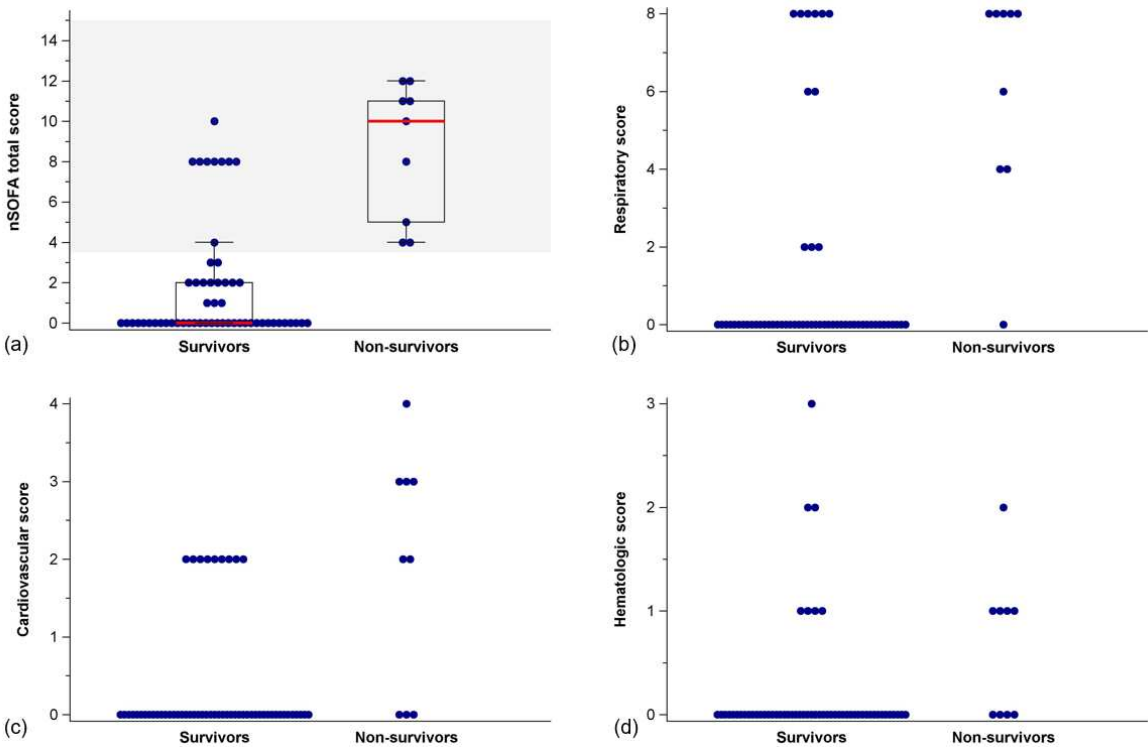 nSOFA total score
14
12
10
8
6
4
2
0
Survivors
Non-survivors
(a)
Respiratory score
8
6
4
2
0
Survivors
Non-survivors
(b)
Cardiovascular score
4
3
2
1
0
Survivors
Non-survivors
(c)
Hematologic score
3
2
1
0
Survivors
Non-survivors
(d)